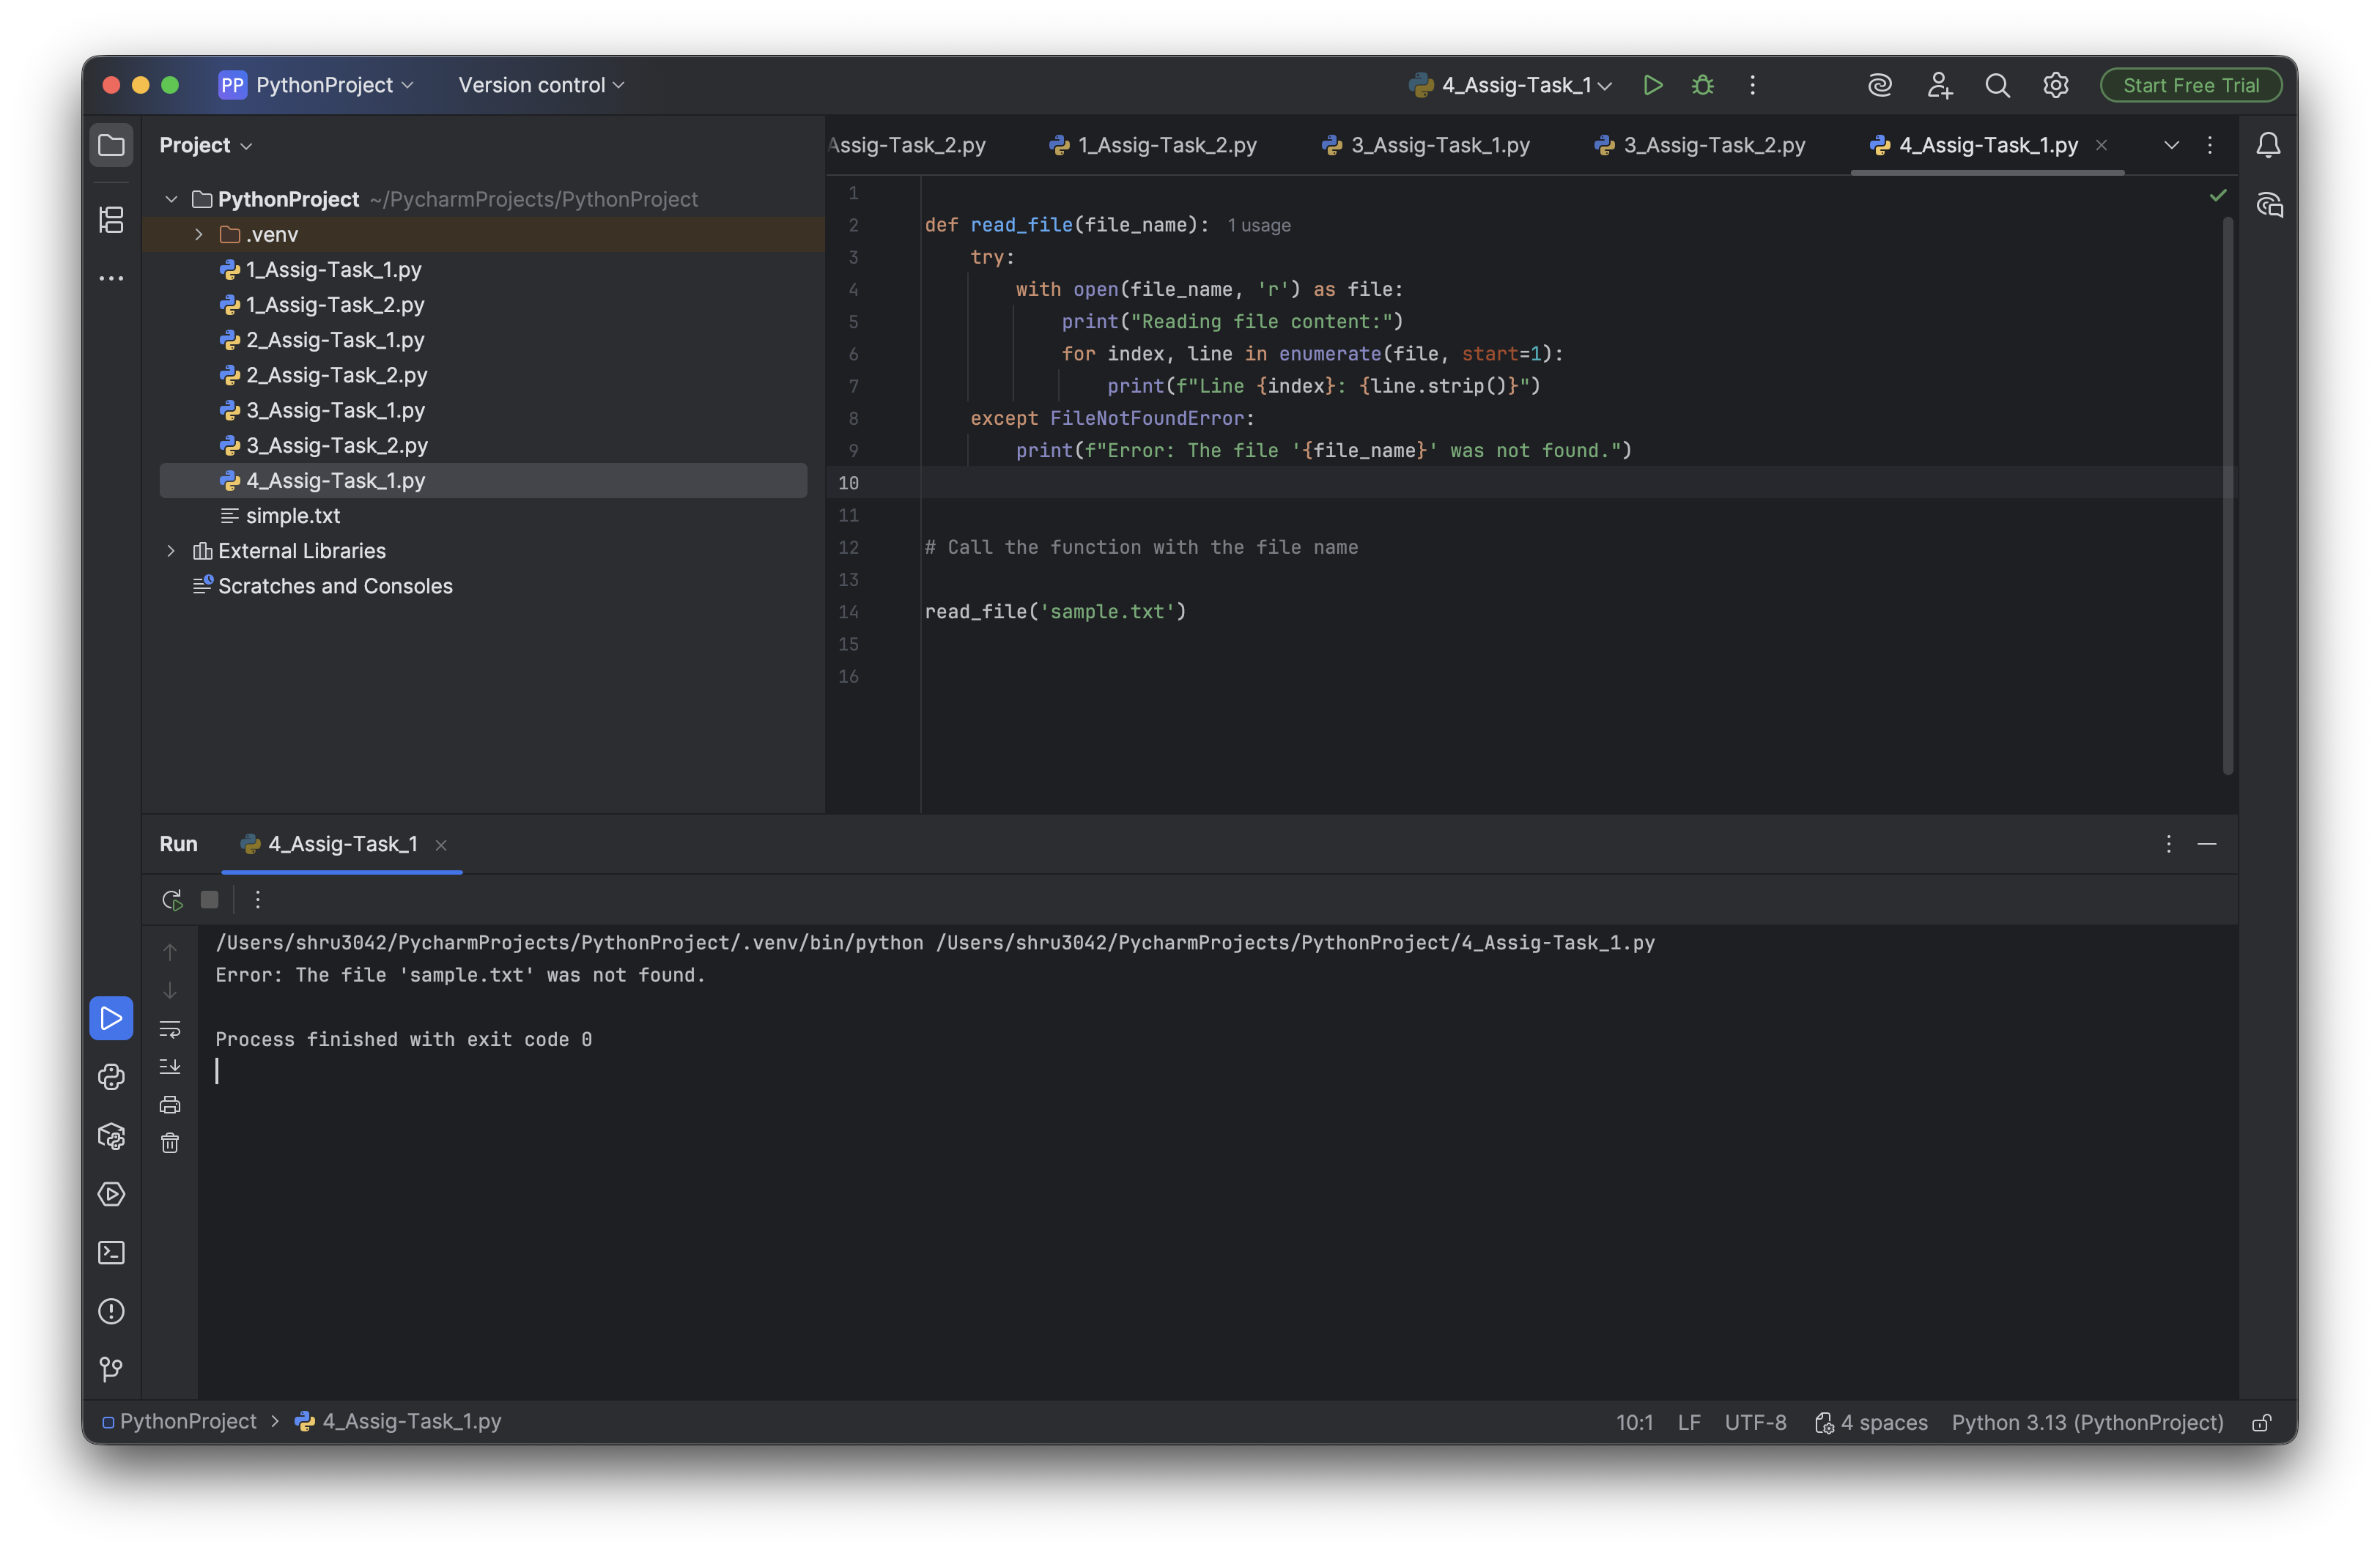 PP PythonProject Version control 4_Assig-Task_1 Start Free Trial
Project
Assig-Task_2.py 1_Assig-Task_2.py 3_Assig-Task_1.py 3_Assig-Task_2.py 4_Assig-Task_1.py
PythonProject ~/PycharmProjects/PythonProject
.venv
1_Assig-Task_1.py
1_Assig-Task_2.py
2_Assig-Task_1.py
2_Assig-Task_2.py
3_Assig-Task_1.py
3_Assig-Task_2.py
4_Assig-Task_1.py
simple.txt
External Libraries
Scratches and Consoles
1
2 def read_file(file_name): 1 usage
3     try:
4         with open(file_name, 'r') as file:
5             print("Reading file content:")
6             for index, line in enumerate(file, start=1):
7                 print(f"Line {index}: {line.strip()}")
8     except FileNotFoundError:
9         print(f"Error: The file '{file_name}' was not found.")
10
11
12 # Call the function with the file name
13
14 read_file('sample.txt')
15
16
Run 4_Assig-Task_1
/Users/shru3042/PycharmProjects/PythonProject/.venv/bin/python /Users/shru3042/PycharmProjects/PythonProject/4_Assig-Task_1.py
Error: The file 'sample.txt' was not found.
Process finished with exit code 0
PythonProject > 4_Assig-Task_1.py 10:1 LF UTF-8 4 spaces Python 3.13 (PythonProject)